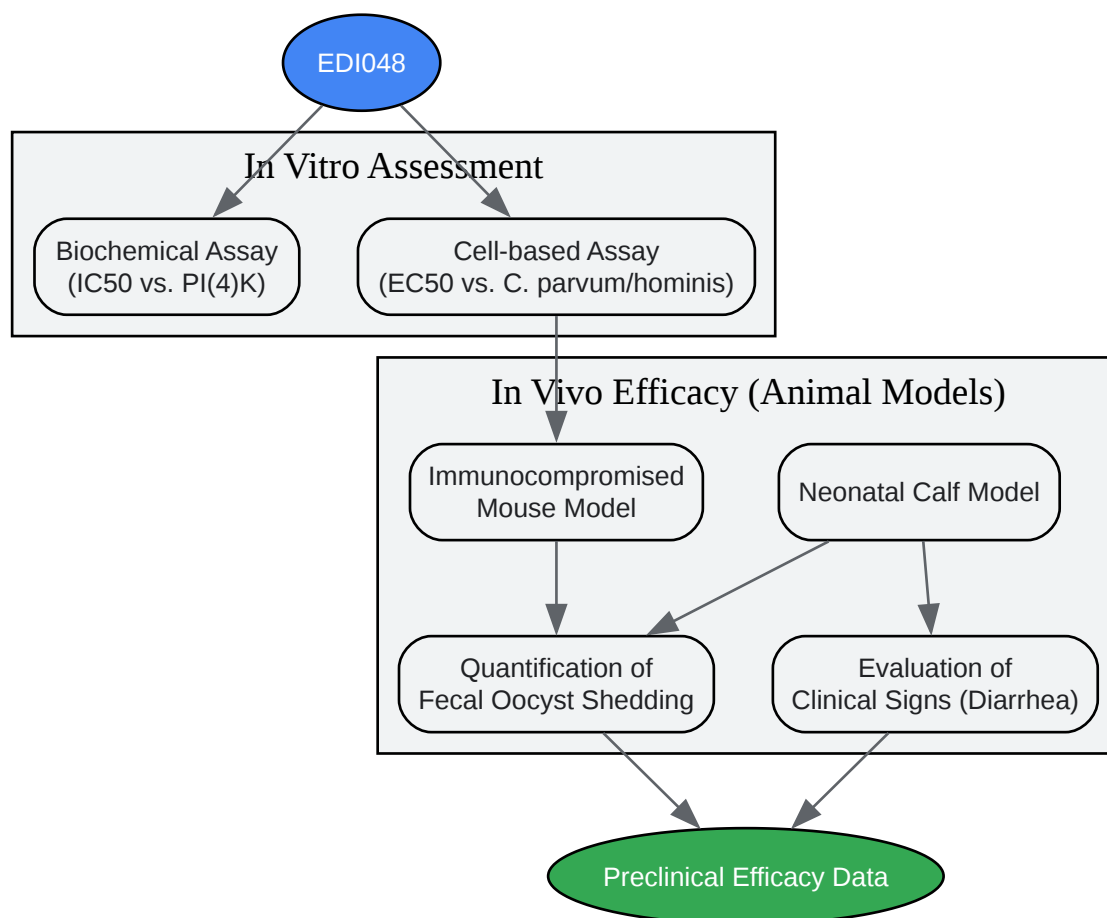 EDI048
In Vitro Assessment
Biochemical Assay
(IC50 vs. PI(4)K)
Cell-based Assay
(EC50 vs. C. parvum/hominis)
In Vivo Efficacy (Animal Models)
Immunocompromised
Mouse Model
Neonatal Calf Model
Quantification of
Fecal Oocyst Shedding
Evaluation of
Clinical Signs (Diarrhea)
Preclinical Efficacy Data